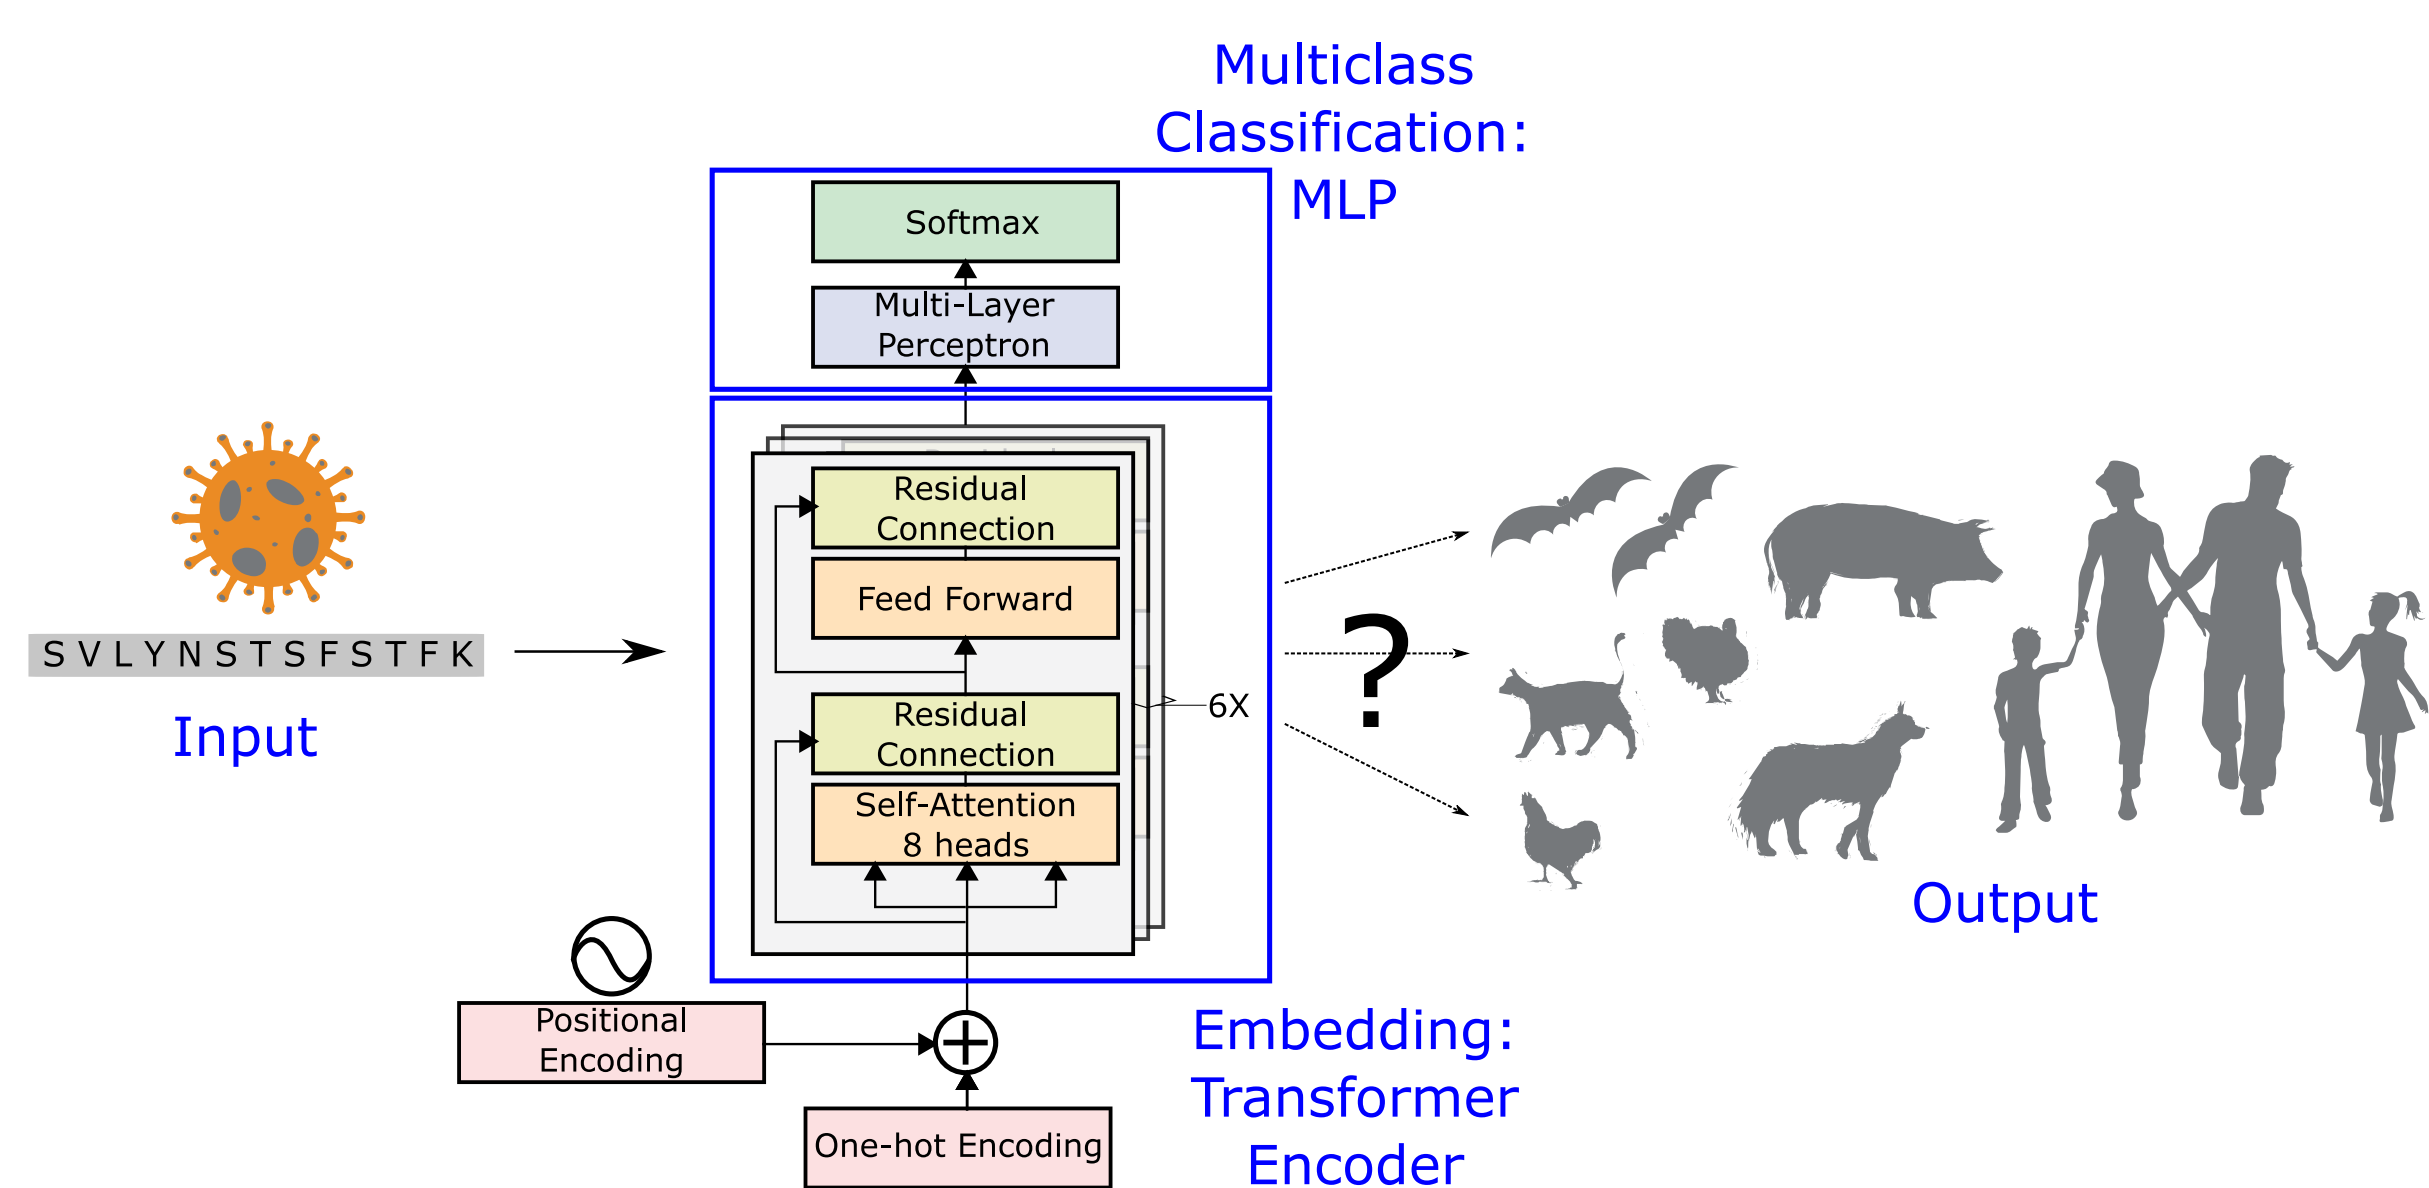 Multiclass
Classification:
MLP
Softmax
Multi-Layer
Perceptron
Residual
Connection
Feed Forward
Residual
Connection
Self-Attention
8 heads
6X
S V L Y N S T S F S T F K
Input
?
Output
Positional
Encoding
One-hot Encoding
Embedding:
Transformer
Encoder